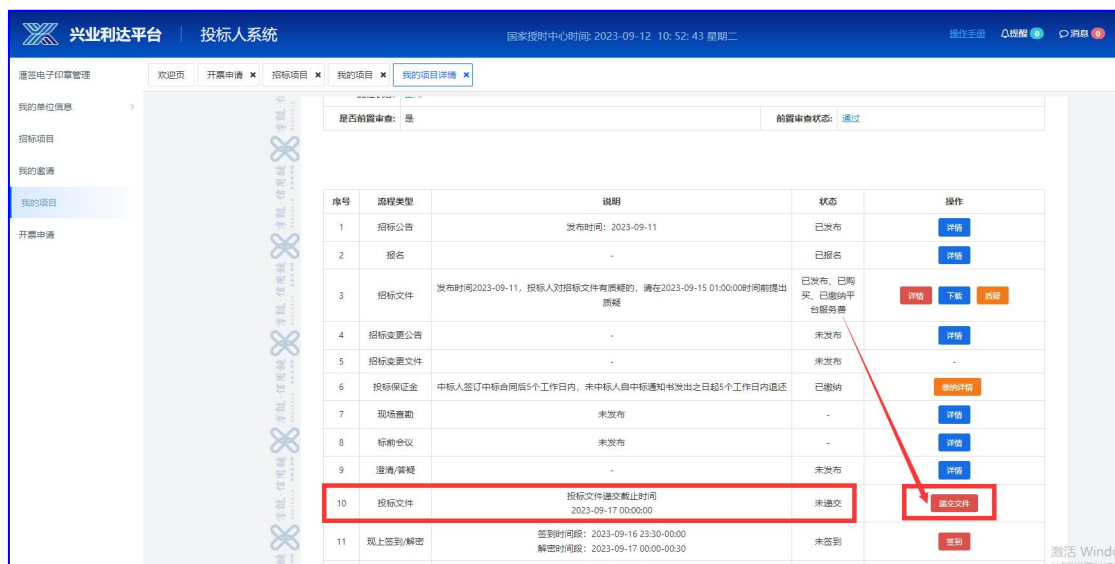 兴业利达平台
投标人系统
国家授时中心时间: 2023-09-12 10: 52: 43 星期二
操作手册
提醒 0
消息 0
潼签电子印章管理
我的单位信息
招标项目
我的邀请
我的项目
开票申请
欢迎页
开票申请 ×
招标项目 ×
我的项目 ×
我的项目详情 ×
是否前置审查: 是
前置审查状态: 通过
序号 流程类型 说明 状态 操作
1 招标公告 发布时间: 2023-09-11 已发布 详情
2 报名 - 已报名 详情
3 招标文件 发布时间2023-09-11, 投标人对招标文件有质疑的, 请在2023-09-15 01:00:00时间前提出
质疑
已发布、已购
买、已缴纳平
台服务费
详情 下载 质疑
4 招标变更公告 - 未发布 详情
5 招标变更文件 - 未发布 -
6 投标保证金 中标人签订中标合同后5个工作日内, 未中标人自中标通知书发出之日起5个工作日内退还 已缴纳 缴纳详情
7 现场查勘 未发布 - 详情
8 标前会议 未发布 - 详情
9 澄清/答疑 - 未发布 详情
10 投标文件 投标文件递交截止时间
2023-09-17 00:00:00
未递交 递交文件
11 现上签到/解密 签到时间段: 2023-09-16 23:30-00:00
解密时间段: 2023-09-17 00:00-00:30
未签到 签到
激活 Windo